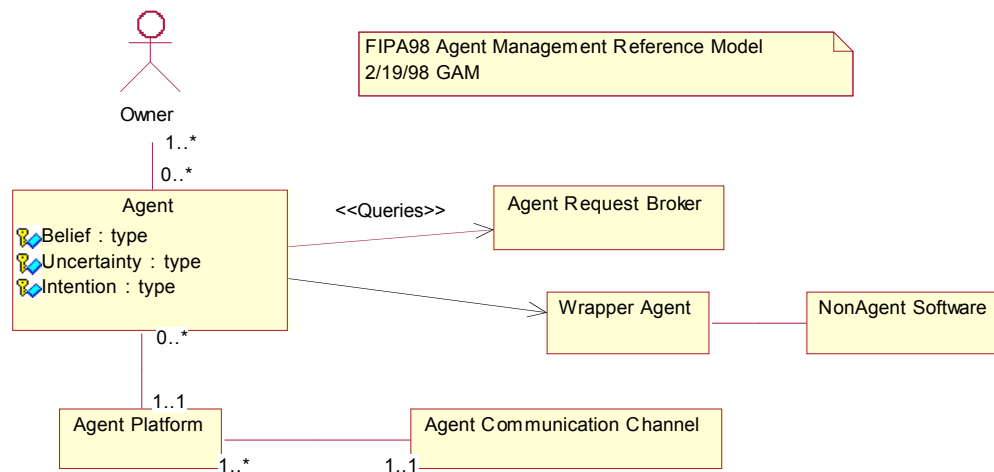 FIPA98 Agent Management Reference Model
2/19/98 GAM
Owner
1..*
0..*
Agent
Belief : type
Uncertainty : type
Intention : type
<<Queries>>
Agent Request Broker
Wrapper Agent
NonAgent Software
0..*
1..1
Agent Platform
Agent Communication Channel
1..*
1..1